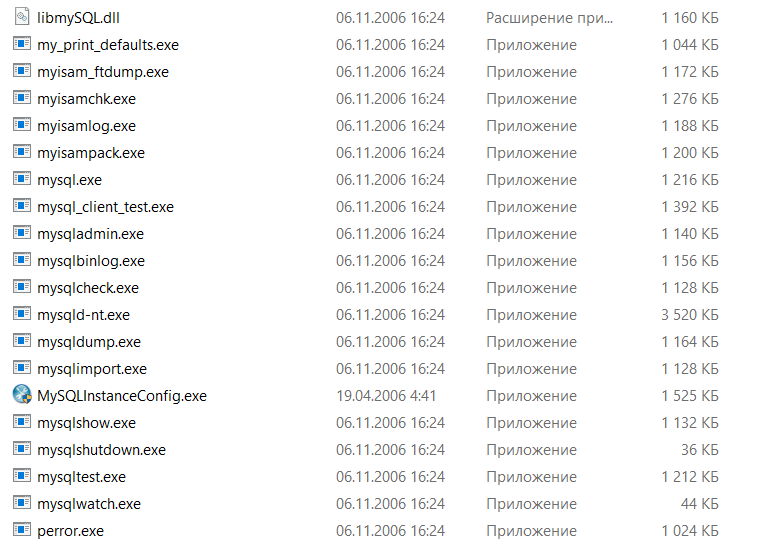 libmySQL.dll 06.11.2006 16:24 Расширение при... 1 160 КБ
my_print_defaults.exe 06.11.2006 16:24 Приложение 1 044 КБ
myisam_ftdump.exe 06.11.2006 16:24 Приложение 1 172 КБ
myisamchk.exe 06.11.2006 16:24 Приложение 1 276 КБ
myisamlog.exe 06.11.2006 16:24 Приложение 1 188 КБ
myisampack.exe 06.11.2006 16:24 Приложение 1 200 КБ
mysql.exe 06.11.2006 16:24 Приложение 1 216 КБ
mysql_client_test.exe 06.11.2006 16:24 Приложение 1 392 КБ
mysqladmin.exe 06.11.2006 16:24 Приложение 1 140 КБ
mysqlbinlog.exe 06.11.2006 16:24 Приложение 1 156 КБ
mysqlcheck.exe 06.11.2006 16:24 Приложение 1 128 КБ
mysqld-nt.exe 06.11.2006 16:24 Приложение 3 520 КБ
mysqldump.exe 06.11.2006 16:24 Приложение 1 164 КБ
mysqlimport.exe 06.11.2006 16:24 Приложение 1 128 КБ
MySQLInstanceConfig.exe 19.04.2006 4:41 Приложение 1 525 КБ
mysqlshow.exe 06.11.2006 16:24 Приложение 1 132 КБ
mysqlshutdown.exe 06.11.2006 16:24 Приложение 36 КБ
mysqltest.exe 06.11.2006 16:24 Приложение 1 212 КБ
mysqlwatch.exe 06.11.2006 16:24 Приложение 44 КБ
perror.exe 06.11.2006 16:24 Приложение 1 024 КБ